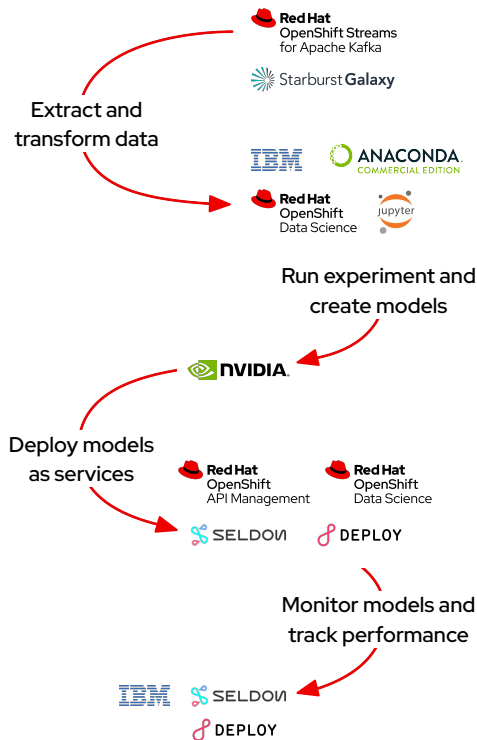 Red Hat
OpenShift Streams
for Apache Kafka
Starburst Galaxy
Extract and
transform data
IBM
ANACONDA.
COMMERCIAL EDITION
Red Hat
OpenShift
Data Science
jupyter
Run experiment and
create models
NVIDIA.
Deploy models
as services
Red Hat
OpenShift
API Management
Red Hat
OpenShift
Data Science
SELDON
DEPLOY
Monitor models and
track performance
IBM
SELDON
DEPLOY